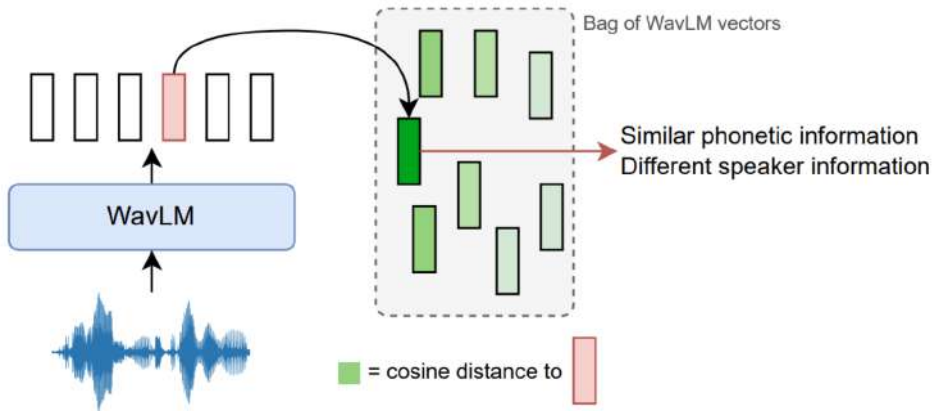 Bag of WavLM vectors
Similar phonetic information
Different speaker information
WavLM
= cosine distance to